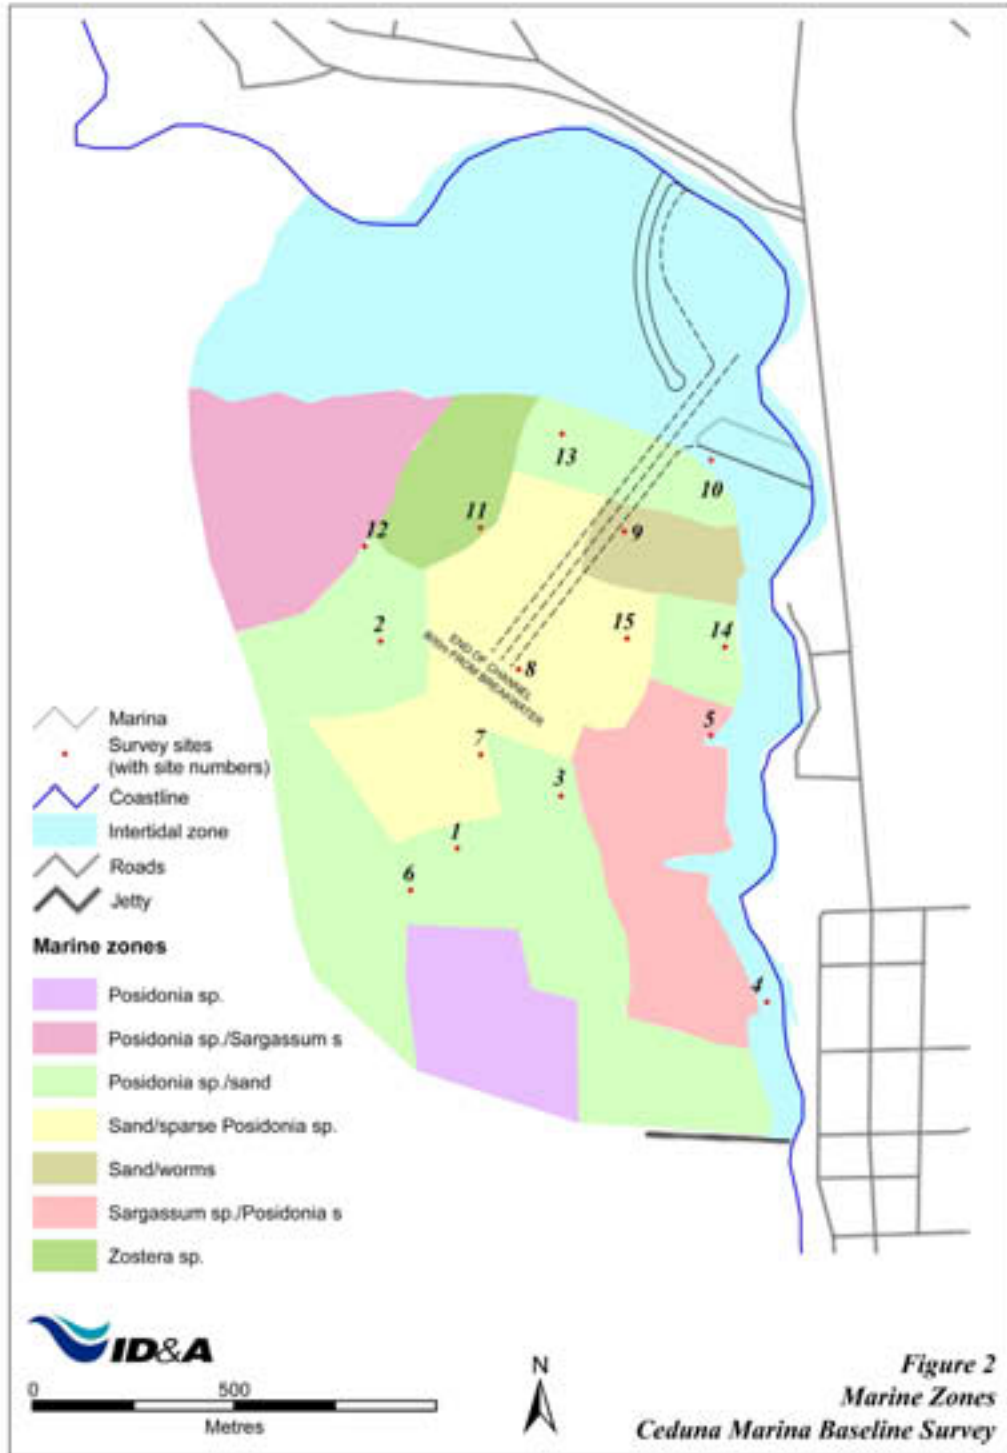 13
10
11
12
9
2
15
14
END OF CHANNEL
800m FROM BREAKWATER
8
5
7
3
1
6
4
Marina
Survey sites
(with site numbers)
Coastline
Intertidal zone
Roads
Jetty
Marine zones
Posidonia sp.
Posidonia sp./Sargassum s
Posidonia sp./sand
Sand/sparse Posidonia sp.
Sand/worms
Sargassum sp./Posidonia s
Zostera sp.
ID&A
0 500
Metres
N
Figure 2
Marine Zones
Ceduna Marina Baseline Survey